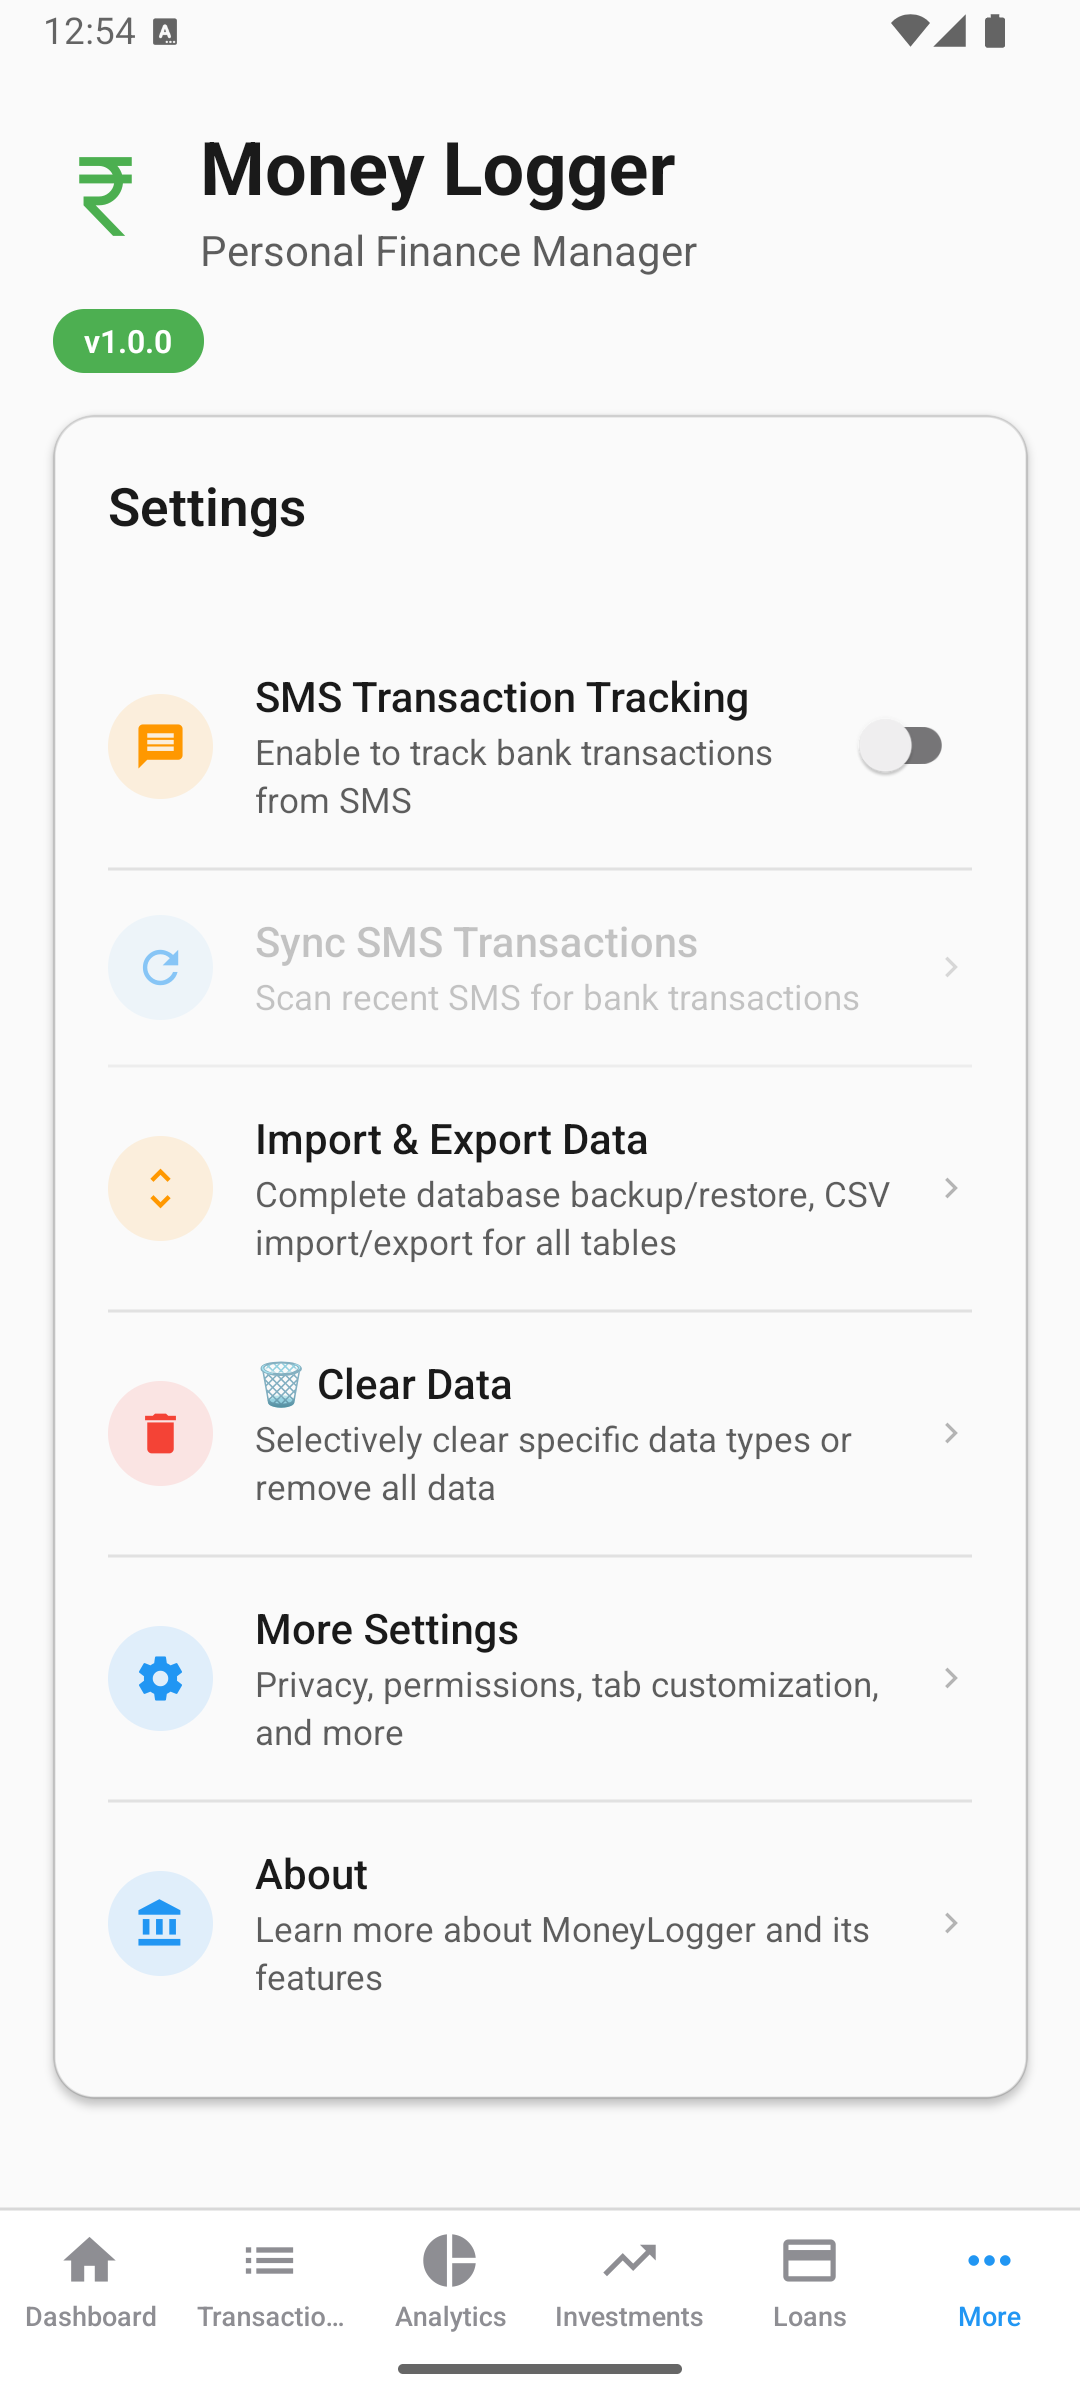 12:54
Money Logger
Personal Finance Manager
v1.0.0
Settings
SMS Transaction Tracking
Enable to track bank transactions
from SMS
Sync SMS Transactions
Scan recent SMS for bank transactions
Import & Export Data
Complete database backup/restore, CSV
import/export for all tables
🗑️ Clear Data
Selectively clear specific data types or
remove all data
More Settings
Privacy, permissions, tab customization,
and more
About
Learn more about MoneyLogger and its
features
Dashboard
Transactio...
Analytics
Investments
Loans
More